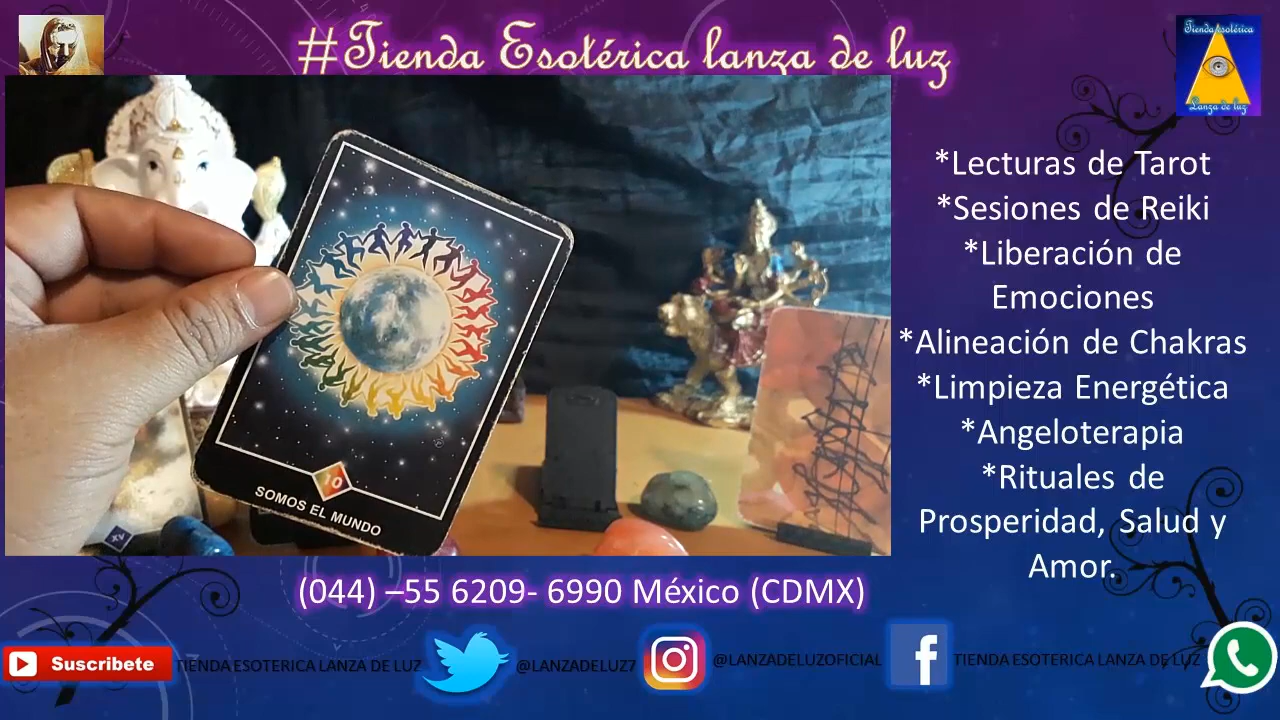 #Tienda Esotérica lanza de luz
Tienda Esotérica
Lanza de luz
*Lecturas de Tarot
*Sesiones de Reiki
*Liberación de
Emociones
*Alineación de Chakras
*Limpieza Energética
*Angeloterapia
*Rituales de
Prosperidad, Salud y
Amor.
10
SOMOS EL MUNDO
XV
(044) –55 6209- 6990 México (CDMX)
Suscribete
TIENDA ESOTERICA LANZA DE LUZ
@LANZADELUZ7
@LANZADELUZOFICIAL
TIENDA ESOTERICA LANZA DE LUZ